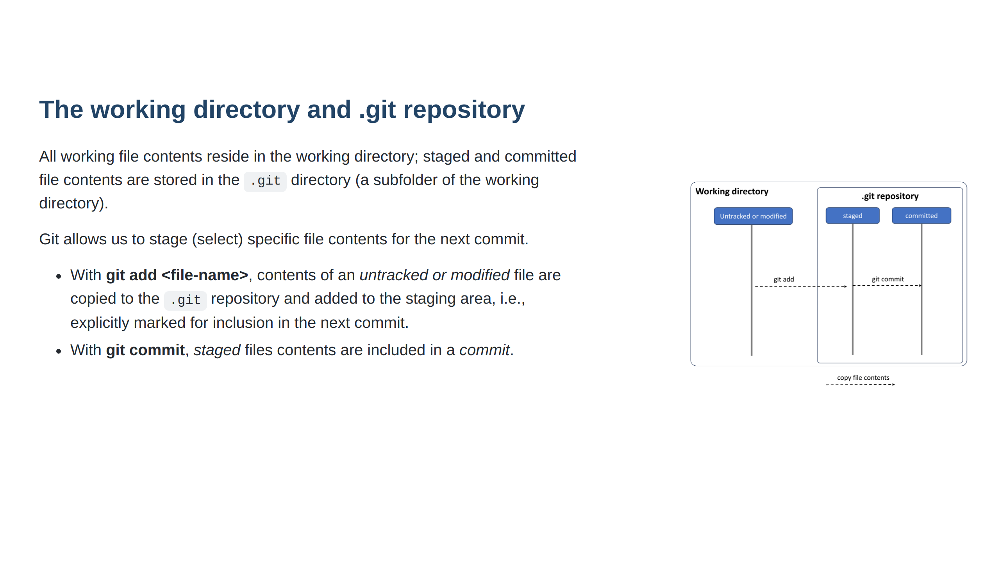 The working directory and .git repository
All working file contents reside in the working directory; staged and committed
file contents are stored in the .git directory (a subfolder of the working
directory).
Git allows us to stage (select) specific file contents for the next commit.
• With git add <file-name>, contents of an untracked or modified file are
copied to the .git repository and added to the staging area, i.e.,
explicitly marked for inclusion in the next commit.
• With git commit, staged files contents are included in a commit.
Working directory
.git repository
Untracked or modified
staged
committed
git add
git commit
copy file contents